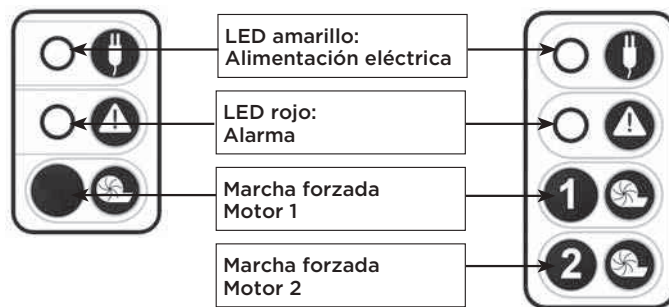 LED amarillo:
Alimentación eléctrica
LED rojo:
Alarma
Marcha forzada
Motor 1
1
Marcha forzada
Motor 2
2